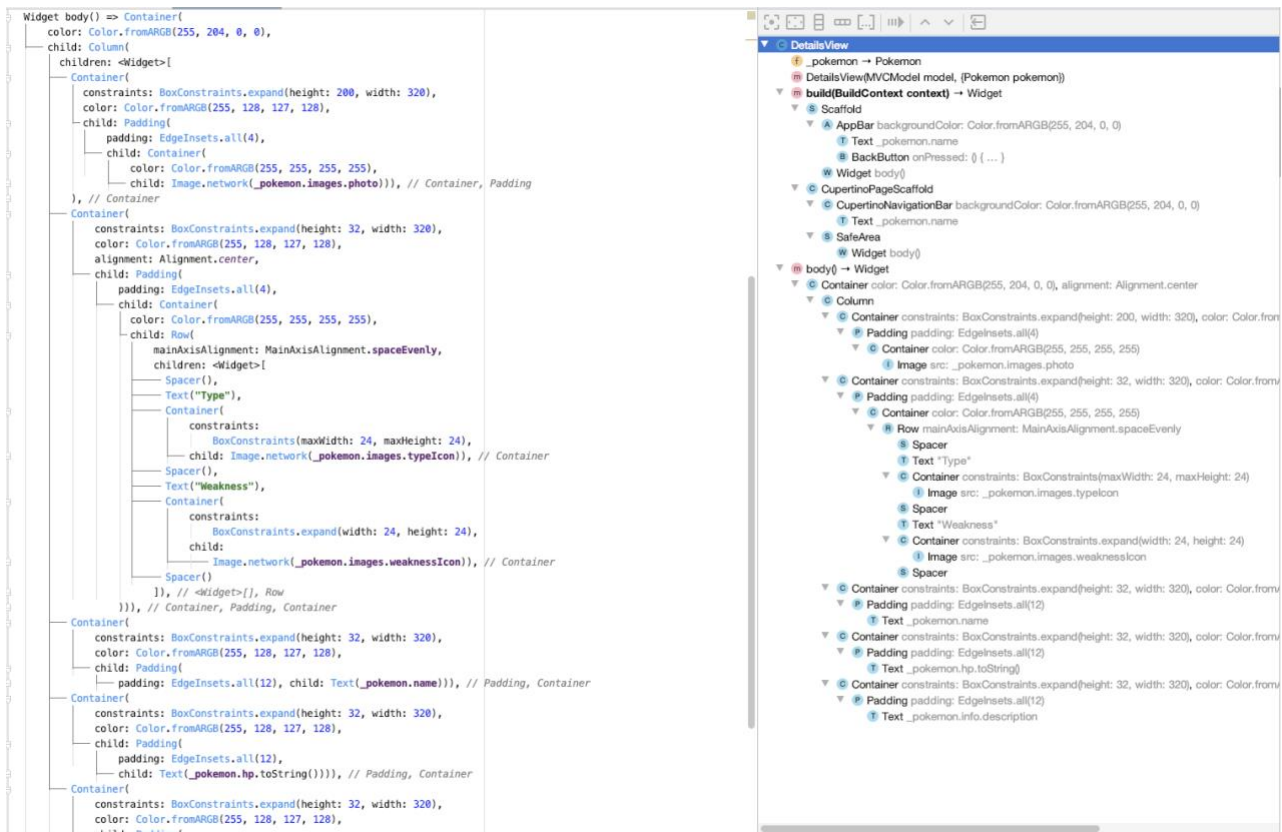 Widget body() => Container(
color: Color.fromARGB(255, 204, 0, 0),
child: Column(
children: <Widget>[
Container(
constraints: BoxConstraints.expand(height: 200, width: 320),
color: Color.fromARGB(255, 128, 127, 128),
child: Padding(
padding: EdgeInsets.all(4),
child: Container(
color: Color.fromARGB(255, 255, 255, 255),
child: Image.network(_pokemon.images.photo))), // Container, Padding
), // Container
Container(
constraints: BoxConstraints.expand(height: 32, width: 320),
color: Color.fromARGB(255, 128, 127, 128),
alignment: Alignment.center,
child: Padding(
padding: EdgeInsets.all(4),
child: Container(
color: Color.fromARGB(255, 255, 255, 255),
child: Row(
mainAxisAlignment: MainAxisAlignment.spaceEvenly,
children: <Widget>[
Spacer(),
Text("Type"),
Container(
constraints:
BoxConstraints(maxWidth: 24, maxHeight: 24),
child: Image.network(_pokemon.images.typeIcon)), // Container
Spacer(),
Text("Weakness"),
Container(
constraints:
BoxConstraints.expand(width: 24, height: 24),
child:
Image.network(_pokemon.images.weaknessIcon)), // Container
Spacer()
]), // <Widget>[], Row
))), // Container, Padding, Container
Container(
constraints: BoxConstraints.expand(height: 32, width: 320),
color: Color.fromARGB(255, 128, 127, 128),
child: Padding(
padding: EdgeInsets.all(12), child: Text(_pokemon.name))), // Padding, Container
Container(
constraints: BoxConstraints.expand(height: 32, width: 320),
color: Color.fromARGB(255, 128, 127, 128),
child: Padding(
padding: EdgeInsets.all(12),
child: Text(_pokemon.hp.toString()))), // Padding, Container
Container(
constraints: BoxConstraints.expand(height: 32, width: 320),
color: Color.fromARGB(255, 128, 127, 128),
DetailsView
_pokemon → Pokemon
DetailsView(MVCModel model, {Pokemon pokemon})
build(BuildContext context) → Widget
Scaffold
AppBar backgroundColor: Color.fromARGB(255, 204, 0, 0)
Text _pokemon.name
BackButton onPressed: () { ... }
Widget body()
CupertinoPageScaffold
CupertinoNavigationBar backgroundColor: Color.fromARGB(255, 204, 0, 0)
Text _pokemon.name
SafeArea
Widget body()
body() → Widget
Container color: Color.fromARGB(255, 204, 0, 0), alignment: Alignment.center
Column
Container constraints: BoxConstraints.expand(height: 200, width: 320), color: Color.from
Padding padding: EdgeInsets.all(4)
Container color: Color.fromARGB(255, 255, 255, 255)
Image src: _pokemon.images.photo
Container constraints: BoxConstraints.expand(height: 32, width: 320), color: Color.from
Padding padding: EdgeInsets.all(4)
Container color: Color.fromARGB(255, 255, 255, 255)
Row mainAxisAlignment: MainAxisAlignment.spaceEvenly
Spacer
Text "Type"
Container constraints: BoxConstraints(maxWidth: 24, maxHeight: 24)
Image src: _pokemon.images.typeIcon
Spacer
Text "Weakness"
Container constraints: BoxConstraints.expand(width: 24, height: 24)
Image src: _pokemon.images.weaknessIcon
Spacer
Container constraints: BoxConstraints.expand(height: 32, width: 320), color: Color.from
Padding padding: EdgeInsets.all(12)
Text _pokemon.name
Container constraints: BoxConstraints.expand(height: 32, width: 320), color: Color.from
Padding padding: EdgeInsets.all(12)
Text _pokemon.hp.toString()
Container constraints: BoxConstraints.expand(height: 32, width: 320), color: Color.from
Padding padding: EdgeInsets.all(12)
Text _pokemon.info.description